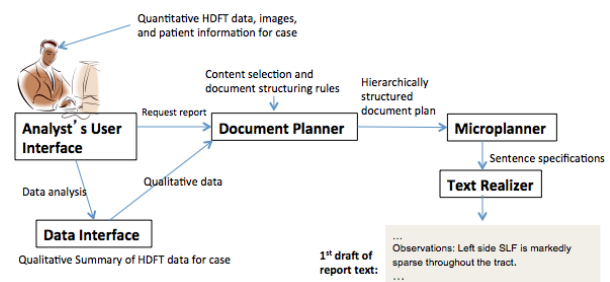 Quantitative HDFT data, images,
and patient information for case
Content selection and
document structuring rules
Hierarchically
structured
document plan
Request report
Analyst's User
Interface
Document Planner
Microplanner
Sentence specifications
Data analysis
Qualitative data
Text Realizer
Data Interface
Qualitative Summary of HDFT data for case
1st draft of
report text:
...
Observations: Left side SLF is markedly
sparse throughout the tract.
...